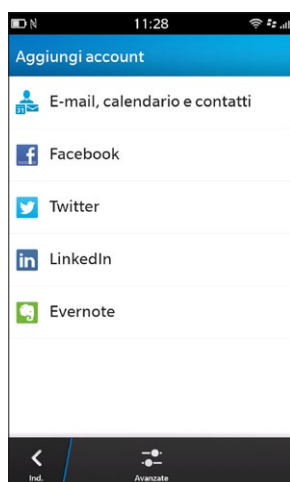 N 11:28
Aggiungi account
E-mail, calendario e contatti
Facebook
Twitter
LinkedIn
Evernote
Ind. Avanzate